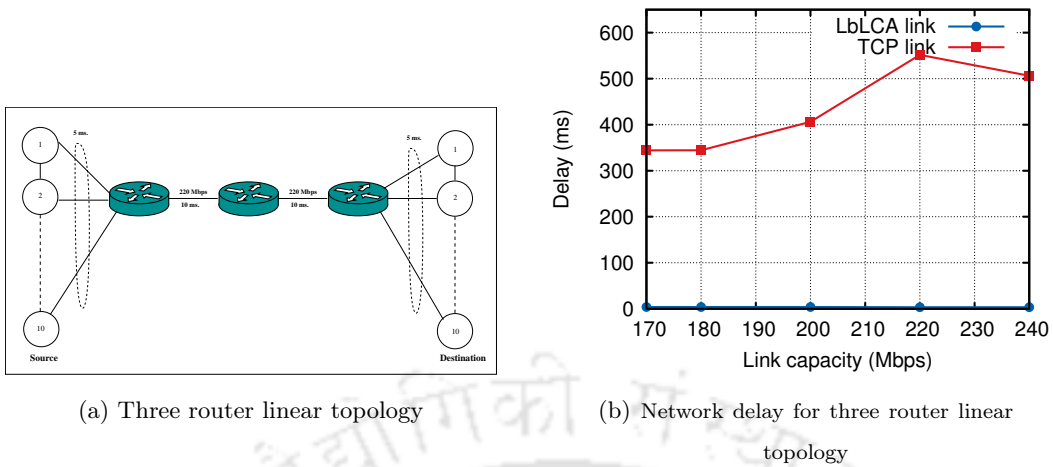 5 ms.
1
2
10
Source
220 Mbps
10 ms.
220 Mbps
10 ms.
5 ms.
1
2
10
Destination
(a) Three router linear topology
LbLCA link
TCP link
Delay (ms)
600
500
400
300
200
100
0
170 180 190 200 210 220 230 240
Link capacity (Mbps)
(b) Network delay for three router linear
topology